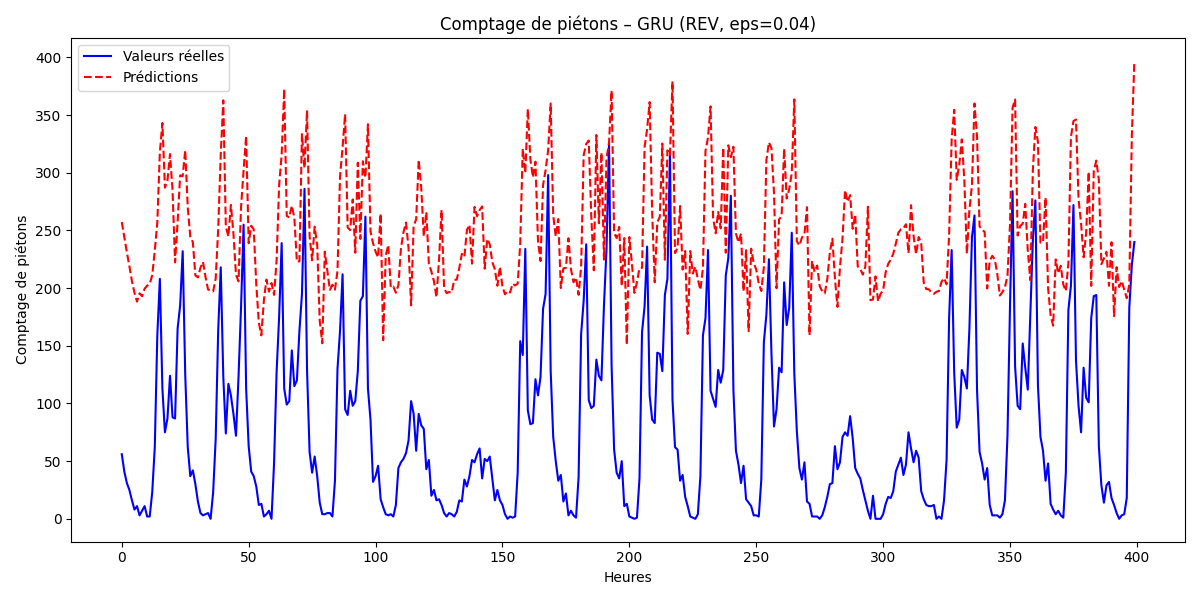 Comptage de piétons – GRU (REV, eps=0.04)
Valeurs réelles
Prédictions
Comptage de piétons
400
350
300
250
200
150
100
50
0
0 50 100 150 200 250 300 350 400
Heures